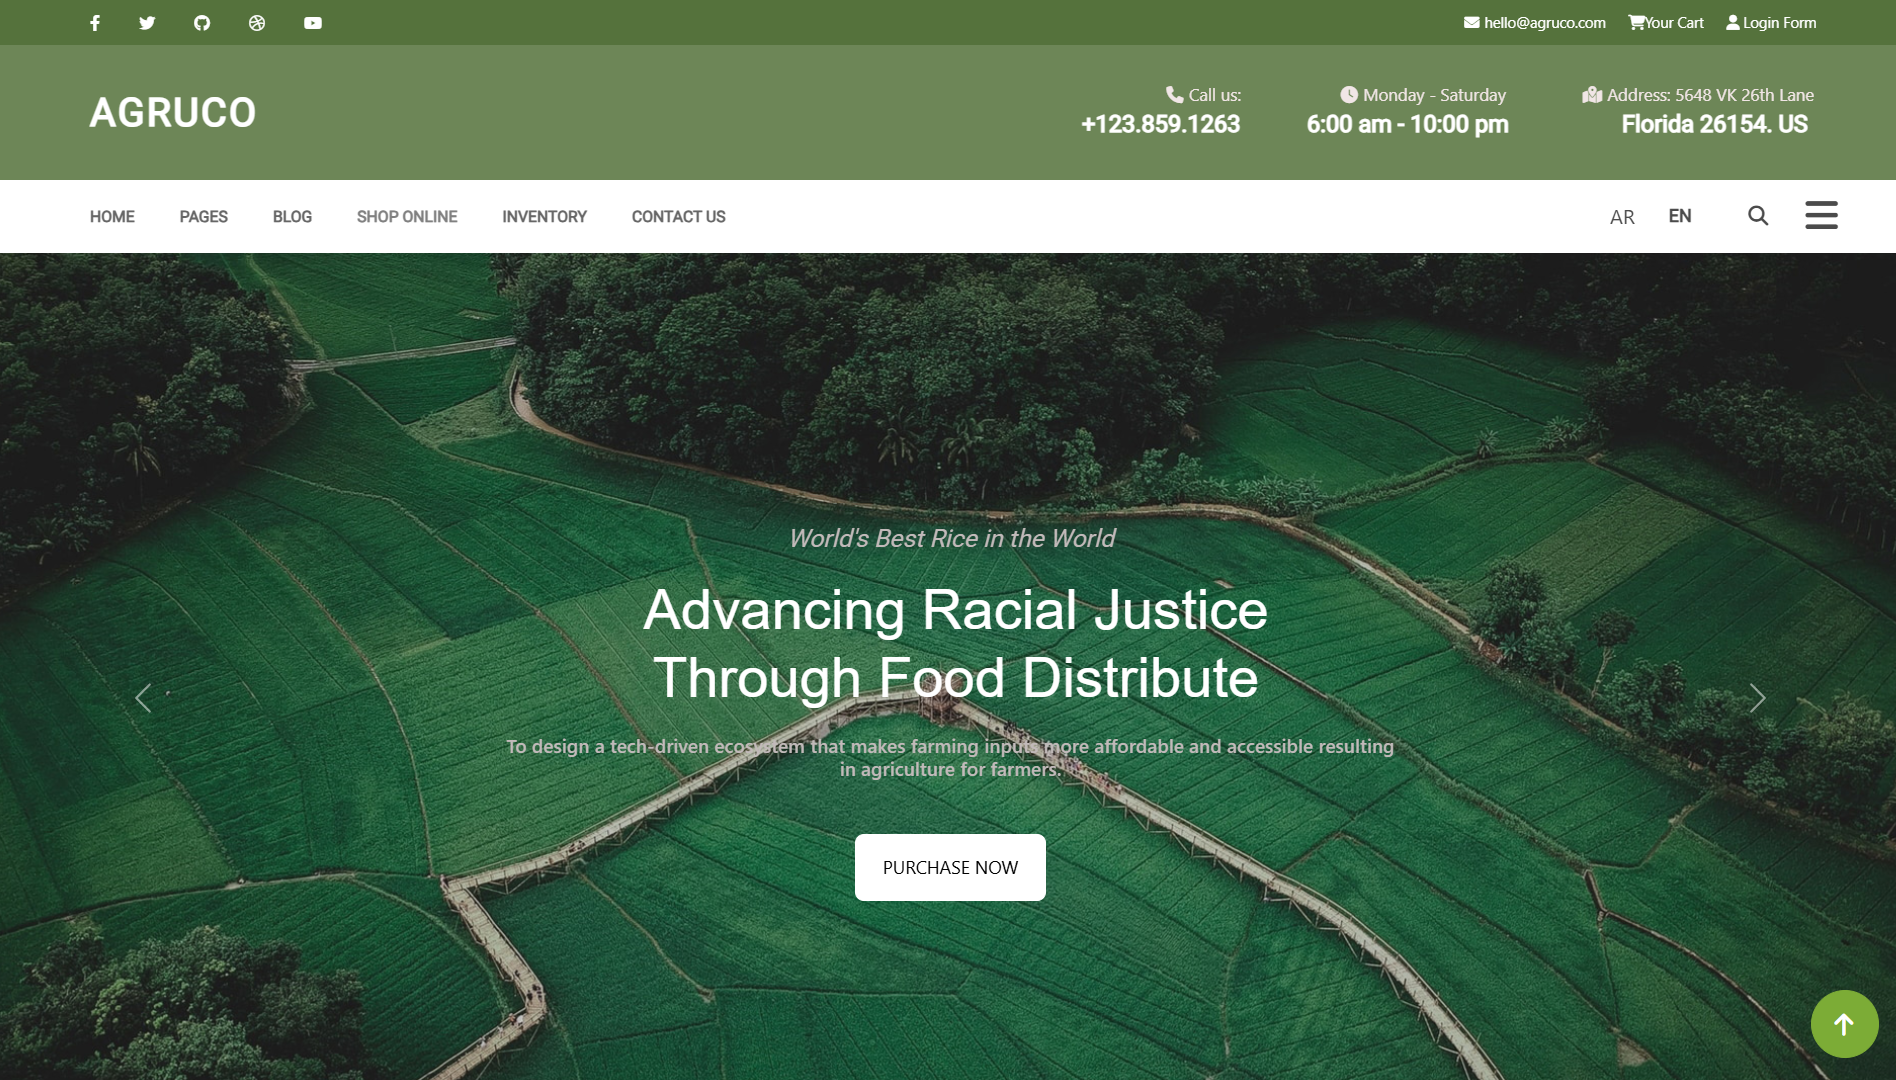 hello@agruco.com Your Cart Login Form
AGRUCO
Call us:
+123.859.1263
Monday - Saturday
6:00 am - 10:00 pm
Address: 5648 VK 26th Lane
Florida 26154. US
HOME PAGES BLOG SHOP ONLINE INVENTORY CONTACT US AR EN
World's Best Rice in the World
Advancing Racial Justice
Through Food Distribute
To design a tech-driven ecosystem that makes farming inputs more affordable and accessible resulting
in agriculture for farmers.
PURCHASE NOW